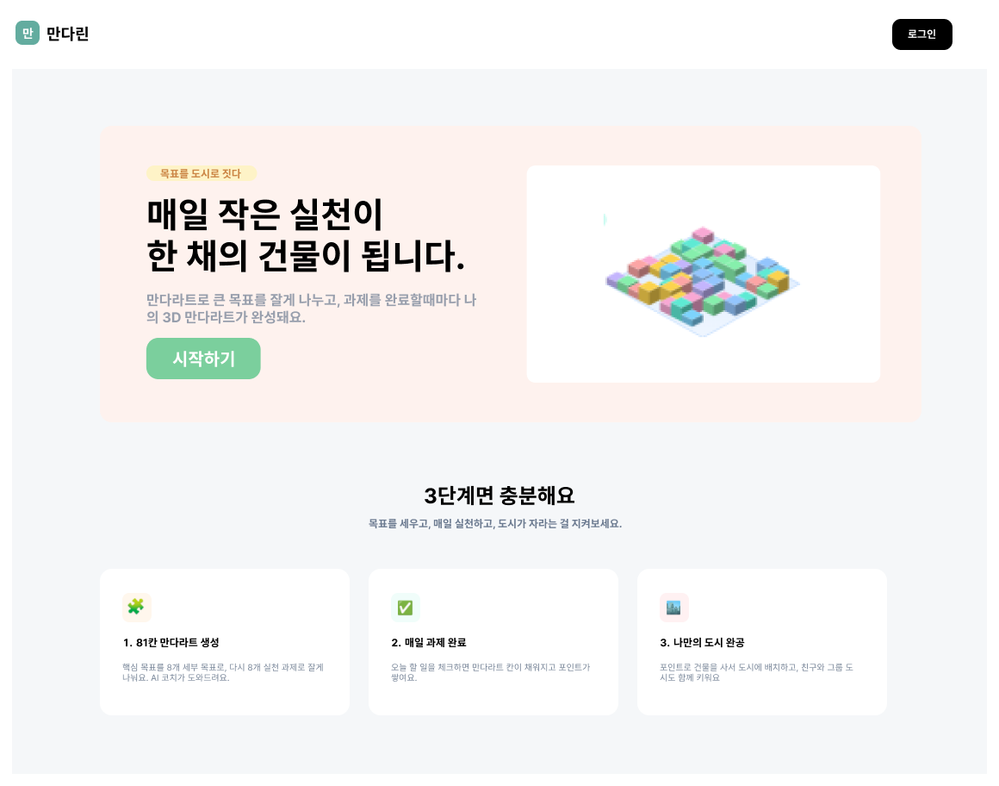 만 만다린
로그인
목표를 도시로 짓다
매일 작은 실천이
한 채의 건물이 됩니다.
만다라트로 큰 목표를 잘게 나누고, 과제를 완료할때마다 나
의 3D 만다라트가 완성돼요.
시작하기
3단계면 충분해요
목표를 세우고, 매일 실천하고, 도시가 자라는 걸 지켜보세요.
1. 81칸 만다라트 생성
핵심 목표를 8개 세부 목표로, 다시 8개 실천 과제로 잘게
나눠요. AI 코치가 도와드려요.
2. 매일 과제 완료
오늘 할 일을 체크하면 만다라트 칸이 채워지고 포인트가
쌓여요.
3. 나만의 도시 완공
포인트로 건물을 사서 도시에 배치하고, 친구와 그룹 도
시도 함께 키워요